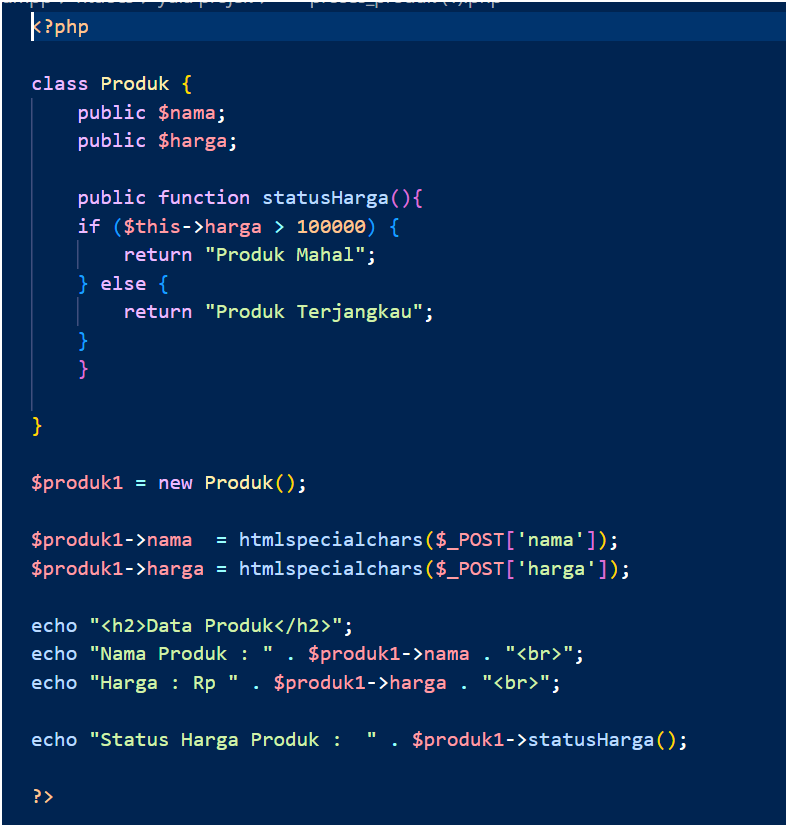 <?php
class Produk {
    public $nama;
    public $harga;
    public function statusHarga(){
    if ($this->harga > 100000) {
        return "Produk Mahal";
    } else {
        return "Produk Terjangkau";
    }
    }
}
$produk1 = new Produk();
$produk1->nama  = htmlspecialchars($_POST['nama']);
$produk1->harga = htmlspecialchars($_POST['harga']);
echo "<h2>Data Produk</h2>";
echo "Nama Produk : " . $produk1->nama . "<br>";
echo "Harga : Rp " . $produk1->harga . "<br>";
echo "Status Harga Produk :  " . $produk1->statusHarga();
?>